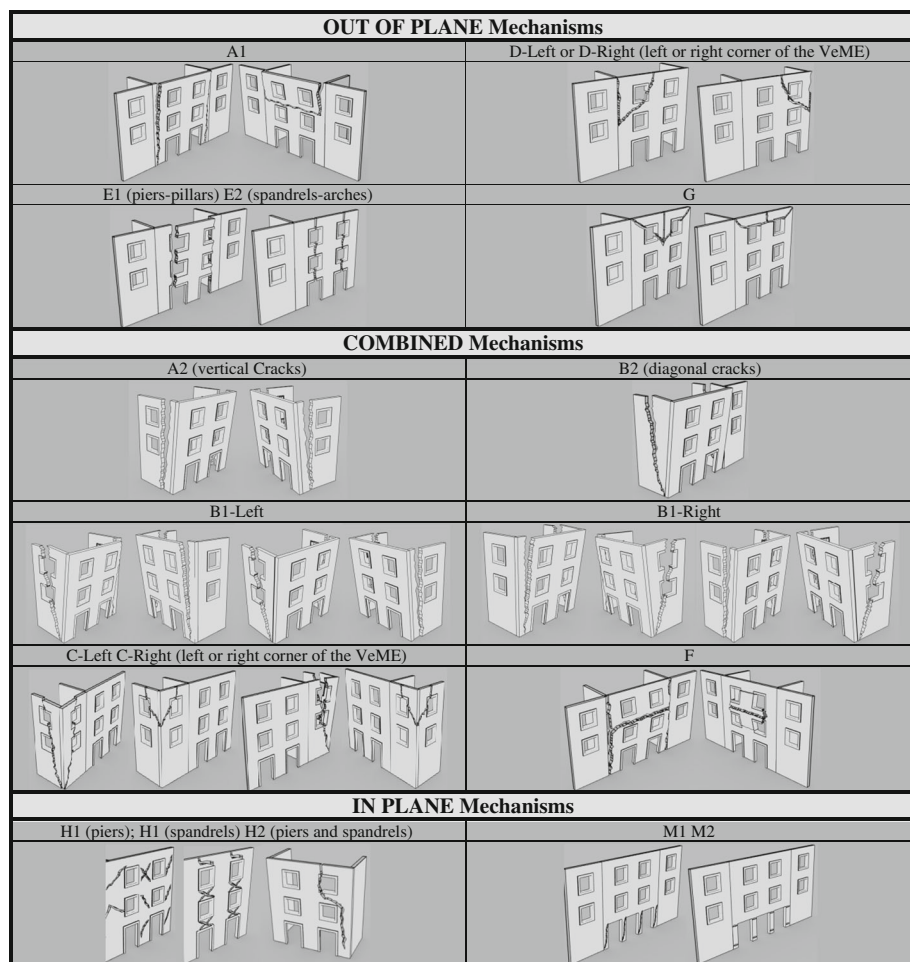 OUT OF PLANE Mechanisms
A1
D-Left or D-Right (left or right corner of the VeME)
E1 (piers-pillars) E2 (spandrels-arches)
G
COMBINED Mechanisms
A2 (vertical Cracks)
B2 (diagonal cracks)
B1-Left
B1-Right
C-Left C-Right (left or right corner of the VeME)
F
IN PLANE Mechanisms
H1 (piers); H1 (spandrels) H2 (piers and spandrels)
M1 M2